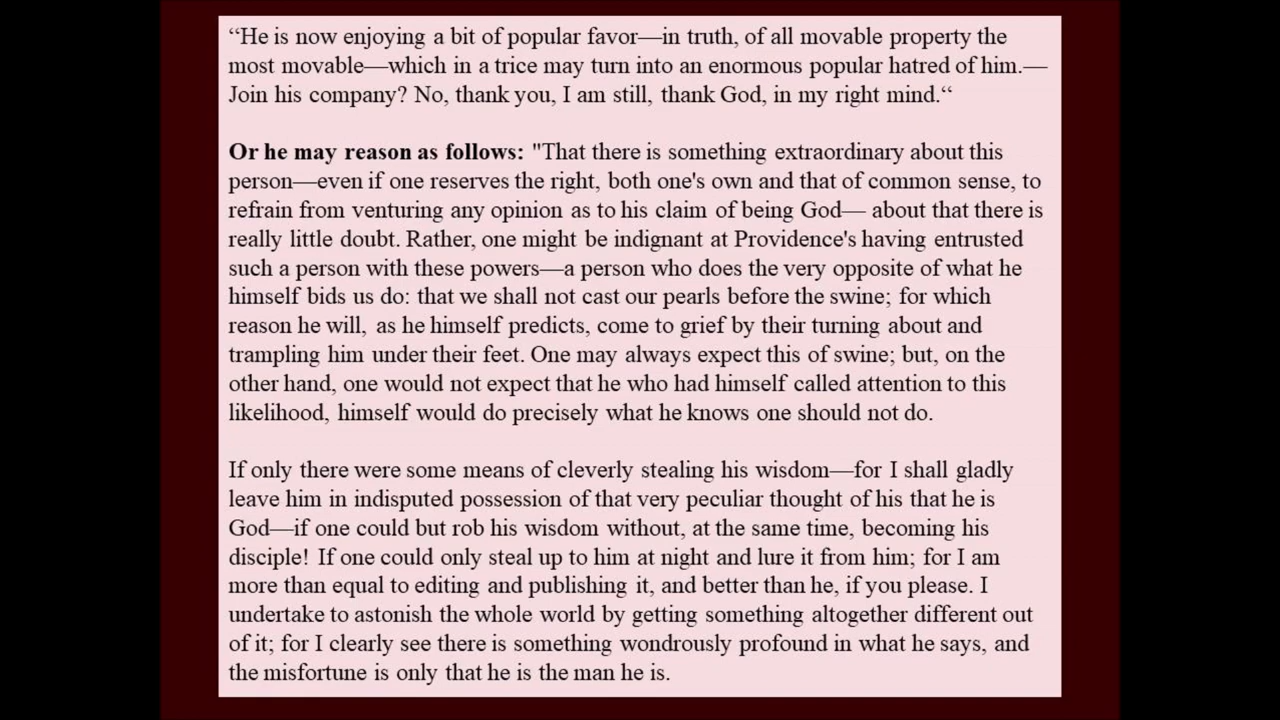 “He is now enjoying a bit of popular favor—in truth, of all movable property the
most movable—which in a trice may turn into an enormous popular hatred of him.—
Join his company? No, thank you, I am still, thank God, in my right mind.“
Or he may reason as follows: "That there is something extraordinary about this
person—even if one reserves the right, both one's own and that of common sense, to
refrain from venturing any opinion as to his claim of being God— about that there is
really little doubt. Rather, one might be indignant at Providence's having entrusted
such a person with these powers—a person who does the very opposite of what he
himself bids us do: that we shall not cast our pearls before the swine; for which
reason he will, as he himself predicts, come to grief by their turning about and
trampling him under their feet. One may always expect this of swine; but, on the
other hand, one would not expect that he who had himself called attention to this
likelihood, himself would do precisely what he knows one should not do.
If only there were some means of cleverly stealing his wisdom—for I shall gladly
leave him in indisputed possession of that very peculiar thought of his that he is
God—if one could but rob his wisdom without, at the same time, becoming his
disciple! If one could only steal up to him at night and lure it from him; for I am
more than equal to editing and publishing it, and better than he, if you please. I
undertake to astonish the whole world by getting something altogether different out
of it; for I clearly see there is something wondrously profound in what he says, and
the misfortune is only that he is the man he is.